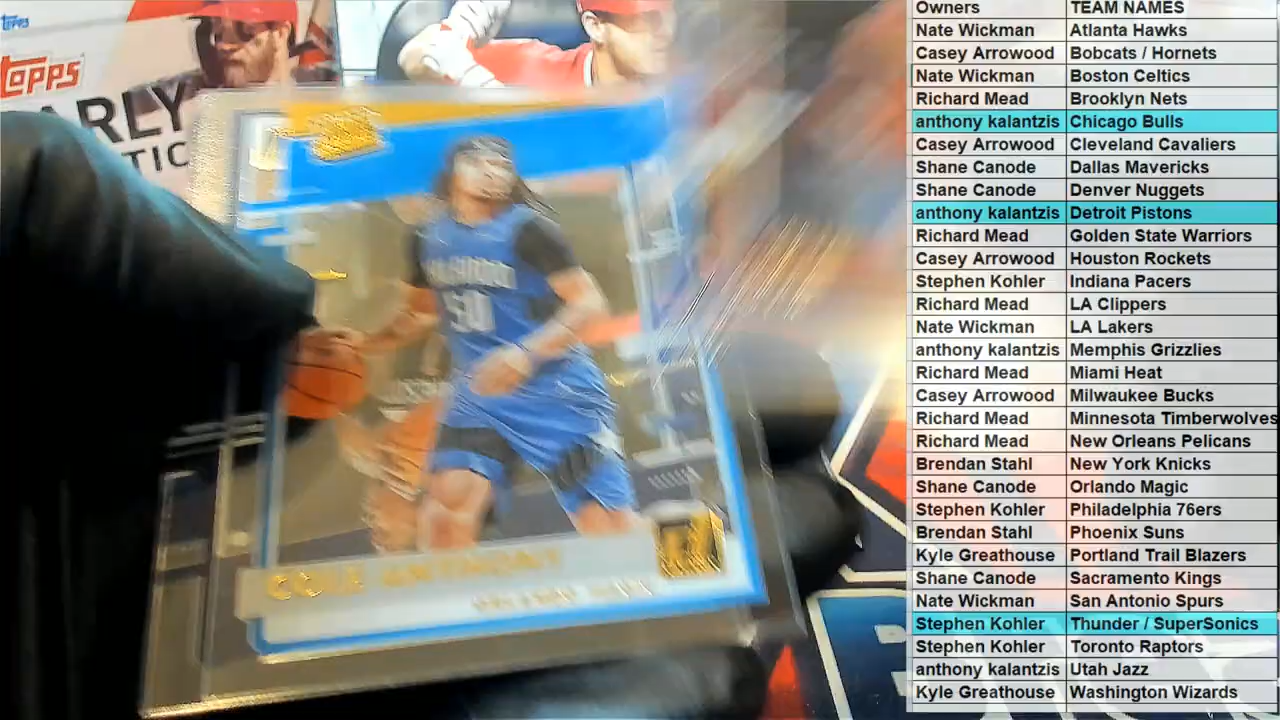 topps
topps
ARLY
TIC
ORLANDO
50
COLE ANTHONY
Owners TEAM NAMES
Nate Wickman Atlanta Hawks
Casey Arrowood Bobcats / Hornets
Nate Wickman Boston Celtics
Richard Mead Brooklyn Nets
anthony kalantzis Chicago Bulls
Casey Arrowood Cleveland Cavaliers
Shane Canode Dallas Mavericks
Shane Canode Denver Nuggets
anthony kalantzis Detroit Pistons
Richard Mead Golden State Warriors
Casey Arrowood Houston Rockets
Stephen Kohler Indiana Pacers
Richard Mead LA Clippers
Nate Wickman LA Lakers
anthony kalantzis Memphis Grizzlies
Richard Mead Miami Heat
Casey Arrowood Milwaukee Bucks
Richard Mead Minnesota Timberwolves
Richard Mead New Orleans Pelicans
Brendan Stahl New York Knicks
Shane Canode Orlando Magic
Stephen Kohler Philadelphia 76ers
Brendan Stahl Phoenix Suns
Kyle Greathouse Portland Trail Blazers
Shane Canode Sacramento Kings
Nate Wickman San Antonio Spurs
Stephen Kohler Thunder / SuperSonics
Stephen Kohler Toronto Raptors
anthony kalantzis Utah Jazz
Kyle Greathouse Washington Wizards